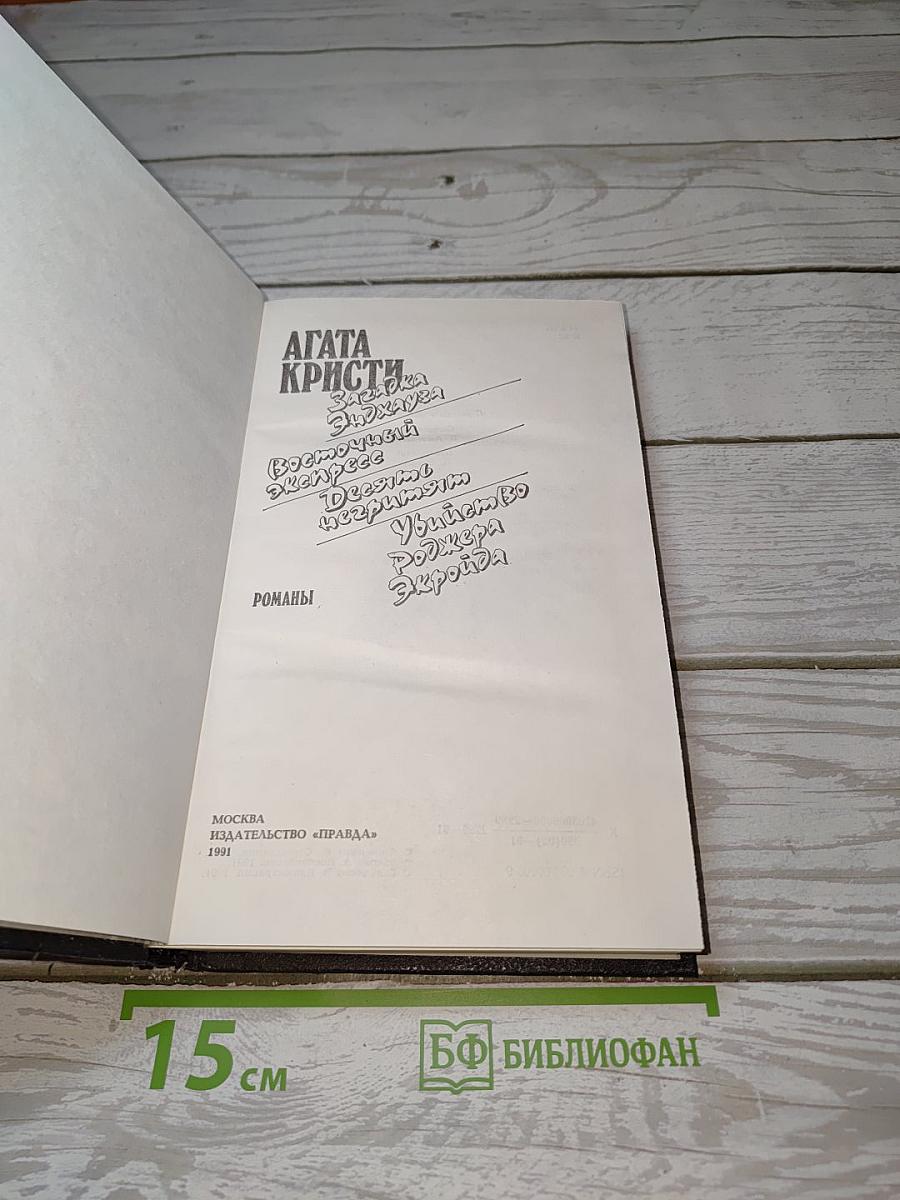 АГАТА
КРИСТИ
Загадка
Эндхауза
Восточный
экспресс
Десять
негритят
Убийство
Роджера
Экройда
РОМАНЫ
МОСКВА
ИЗДАТЕЛЬСТВО «ПРАВДА»
1991
15 см
БФ БИБЛИОФАН